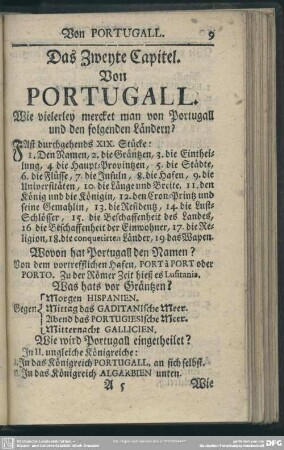 Von PORTUGALL. 9
Das Zweyte Capitel.
Von
PORTUGALL.
Wie vielerley mercket man von Portugall
und den folgenden Ländern?
FAst durchgehends XIX. Stücke:
1. Den Namen, 2. die Gräntzen, 3. die Einthei-
lung, 4 die Haupt-Provintzen, 5. die Städte,
6. die Flüsse, 7. die Insuln, 8. die Hafen, 9. die
Universitäten, 10. die Länge und Breite, 11. den
König und die Königin, 12. den Cron-Printz und
seine Gemahlin, 13. die Residentz, 14. die Lust-
Schlösser, 15. die Beschaffenheit des Landes,
16 die Beschaffenheit der Einwohner, 17. die Re-
ligion, 18. die conquetirten Länder, 19 das Wapen.
Wovon hat Portugall den Namen?
Von dem vortrefflichen Hafen, PORT à PORT oder
PORTO. Zu der Römer Zeit hieß es Lusitania.
Was hats vor Gräntzen?
Gegen
Morgen HISPANIEN.
Mittag das GADITANIsche Meer.
Abend das PORTUGIESIsche Meer.
Mitternacht GALLICIEN.
Wie wird Portugall eingetheilet?
In II. ungleiche Königreiche:
I. In das Königreich PORTUGALL, an sich selbst.
In das Königreich ALGARBIEN unten.
A 5 Wie